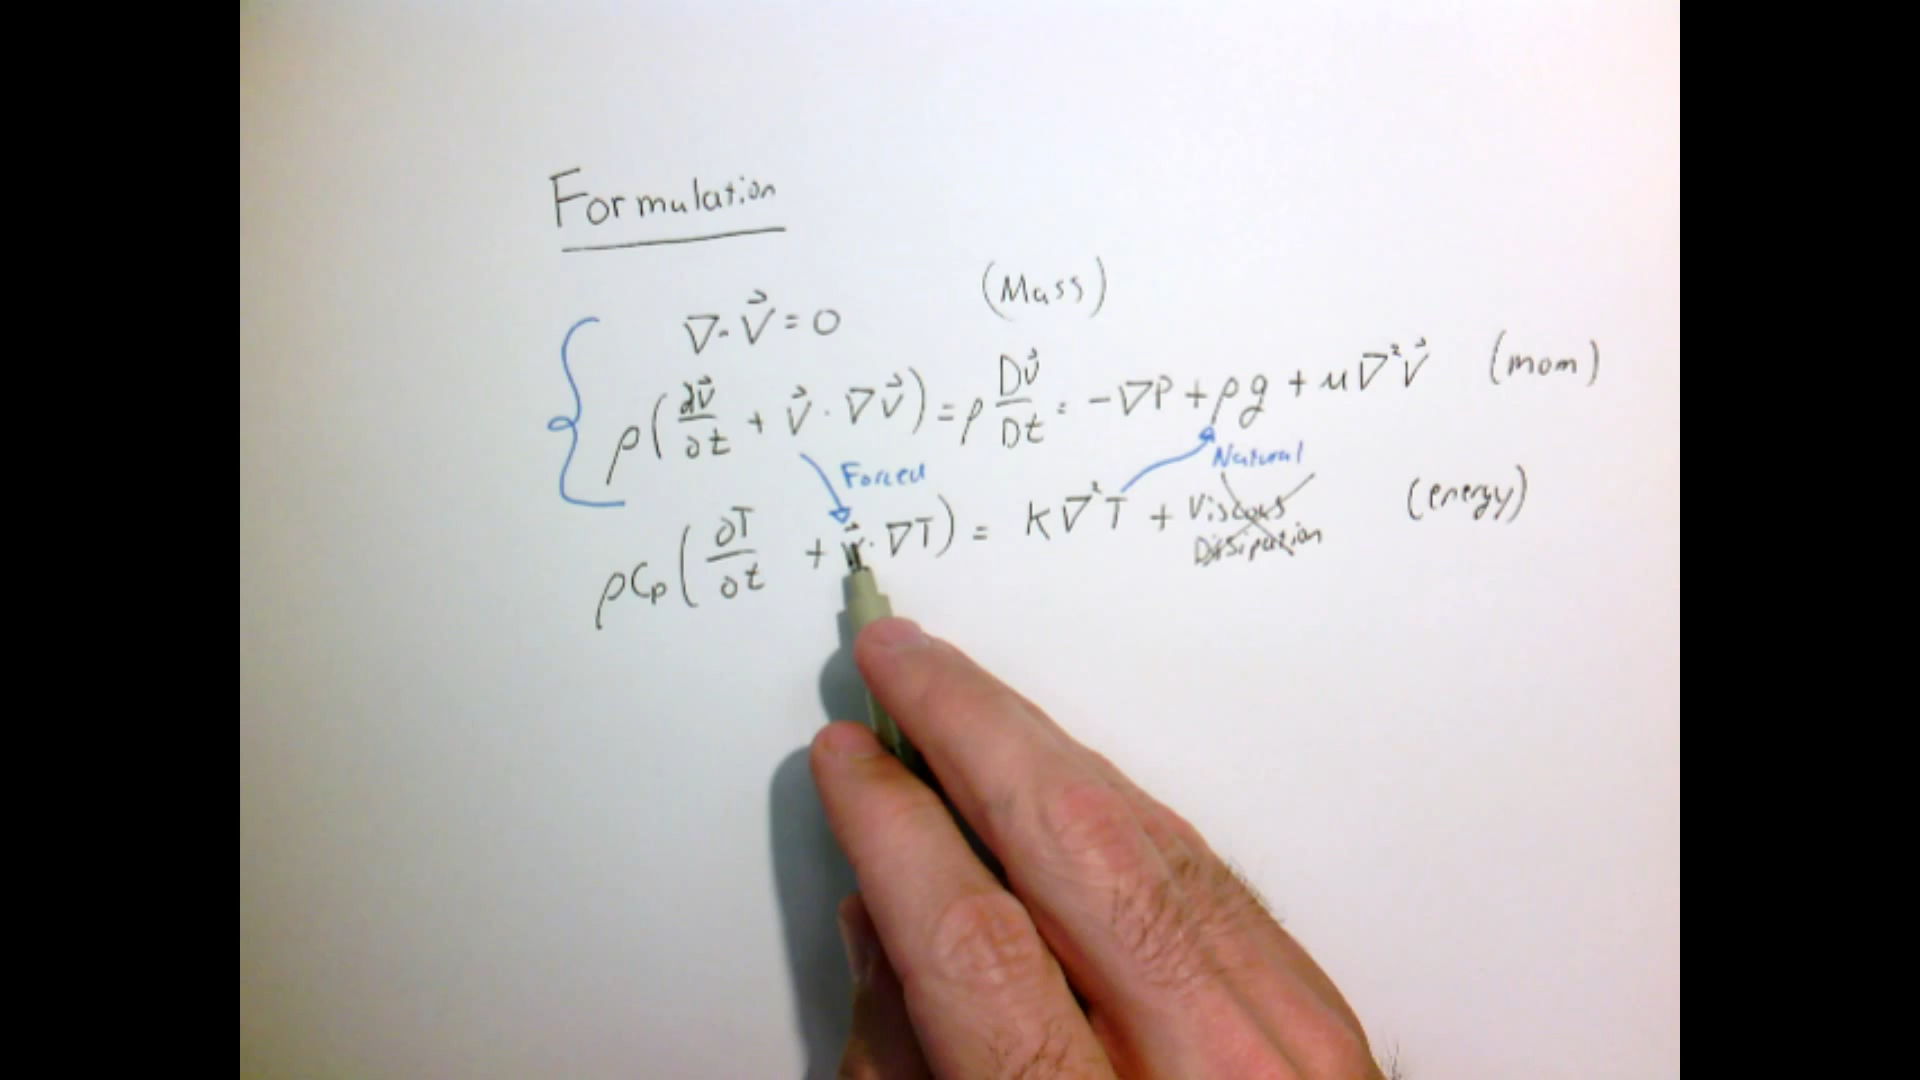 Formulation
∇·V⃗ = 0 (Mass)
ρ(∂V⃗/∂t + V⃗ · ∇V⃗) = ρ DV⃗/Dt = -∇P + ρg + μ∇²V⃗ (mom)
Forced Natural
ρCp(∂T/∂t + V⃗ · ∇T) = K∇²T + Viscous Dissipation (energy)